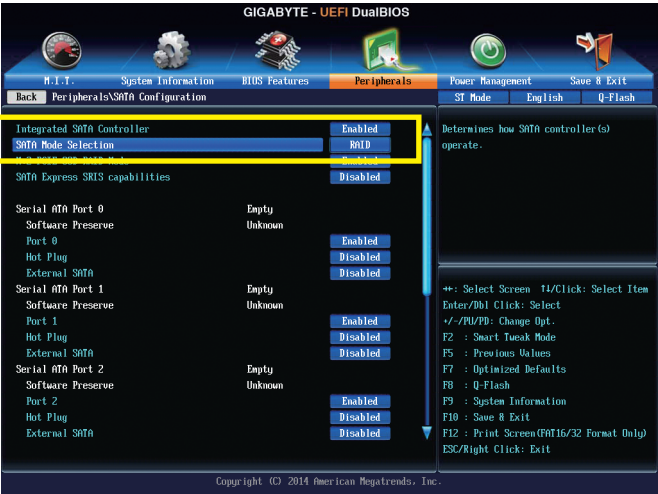 GIGABYTE - UEFI DualBIOS
M.I.T. System Information BIOS Features Peripherals Power Management Save & Exit
Back Peripherals\SATA Configuration ST Mode English Q-Flash
Integrated SATA Controller Enabled
SATA Mode Selection RAID
SATA Express SRIS capabilities Disabled
Serial ATA Port 0 Empty
Software Preserve Unknown
Port 0 Enabled
Hot Plug Disabled
External SATA Disabled
Serial ATA Port 1 Empty
Software Preserve Unknown
Port 1 Enabled
Hot Plug Disabled
External SATA Disabled
Serial ATA Port 2 Empty
Software Preserve Unknown
Port 2 Enabled
Hot Plug Disabled
External SATA Disabled
Determines how SATA controller(s)
operate.
→←: Select Screen ↑↓/Click: Select Item
Enter/Dbl Click: Select
+/-/PU/PD: Change Opt.
F2 : Smart Tweak Mode
F5 : Previous Values
F7 : Optimized Defaults
F8 : Q-Flash
F9 : System Information
F10 : Save & Exit
F12 : Print Screen(FAT16/32 Format Only)
ESC/Right Click: Exit
Copyright (C) 2014 American Megatrends, Inc.